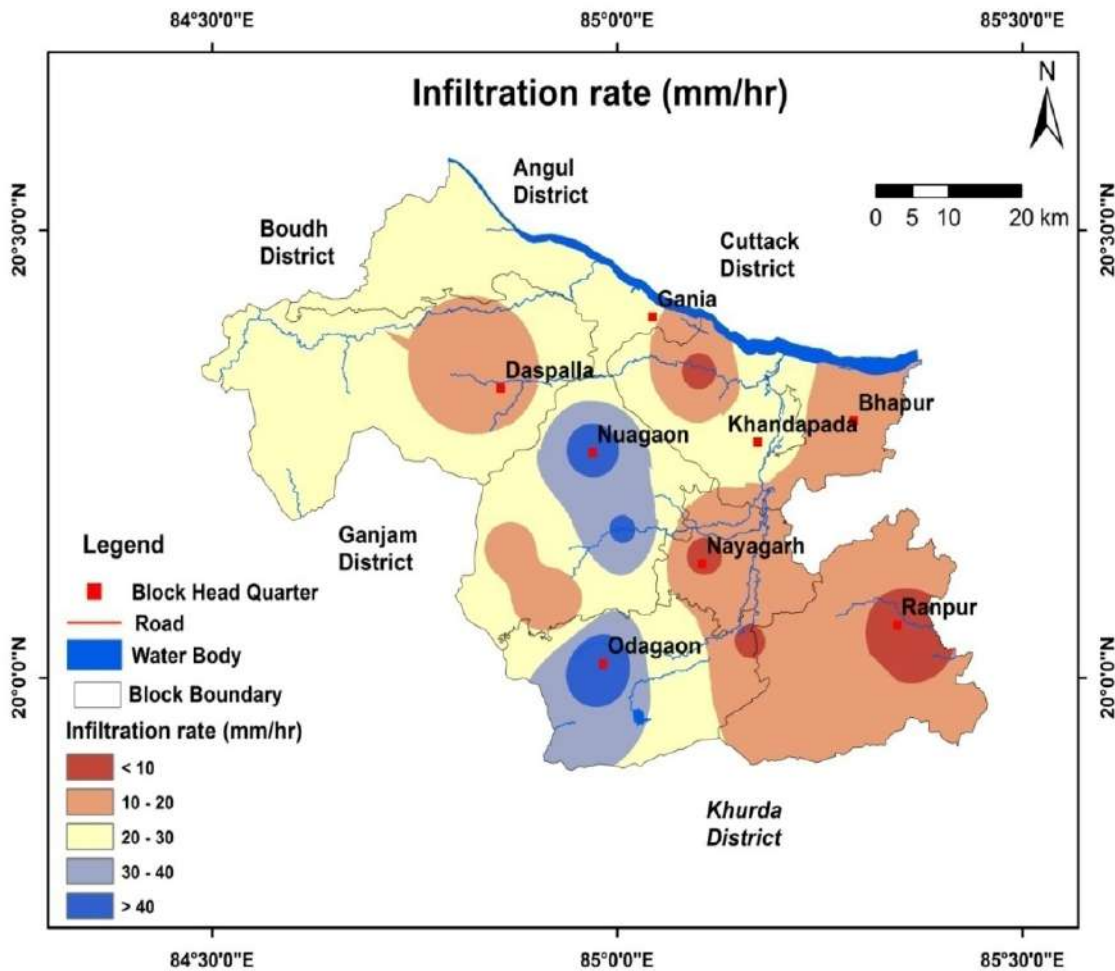 84°30'0"E
85°0'0"E
85°30'0"E
Infiltration rate (mm/hr)
N
Angul
District
0 5 10 20 km
Boudh
District
20°30'0"N
20°30'0"N
Cuttack
District
Gania
Daspalla
Bhapur
Khandapada
Nuagaon
Ganjam
District
Nayagarh
Ranpur
Odagaon
20°0'0"N
20°0'0"N
Legend
Block Head Quarter
Road
Water Body
Block Boundary
Infiltration rate (mm/hr)
< 10
10 - 20
20 - 30
30 - 40
> 40
Khurda
District
84°30'0"E
85°0'0"E
85°30'0"E